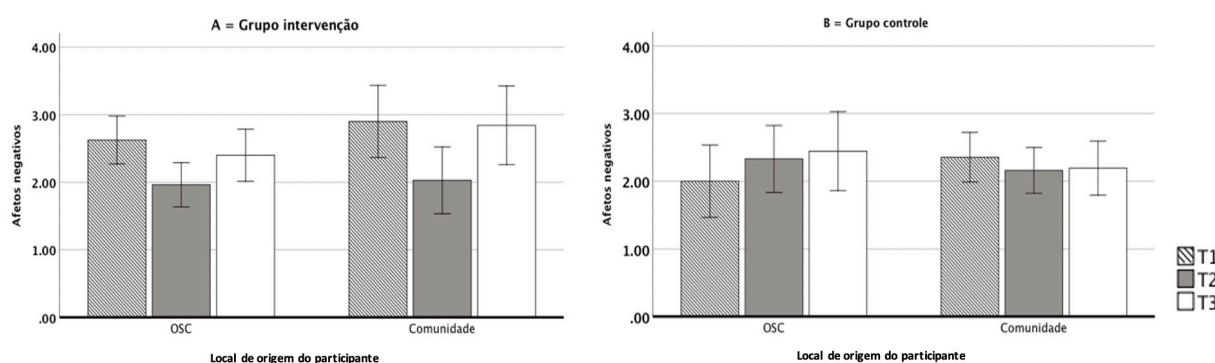 A = Grupo intervenção
Afetos negativos
4.00
3.00
2.00
1.00
.00
OSC
Comunidade
Local de origem do participante
B = Grupo controle
Afetos negativos
4.00
3.00
2.00
1.00
.00
OSC
Comunidade
Local de origem do participante
T1
T2
T3